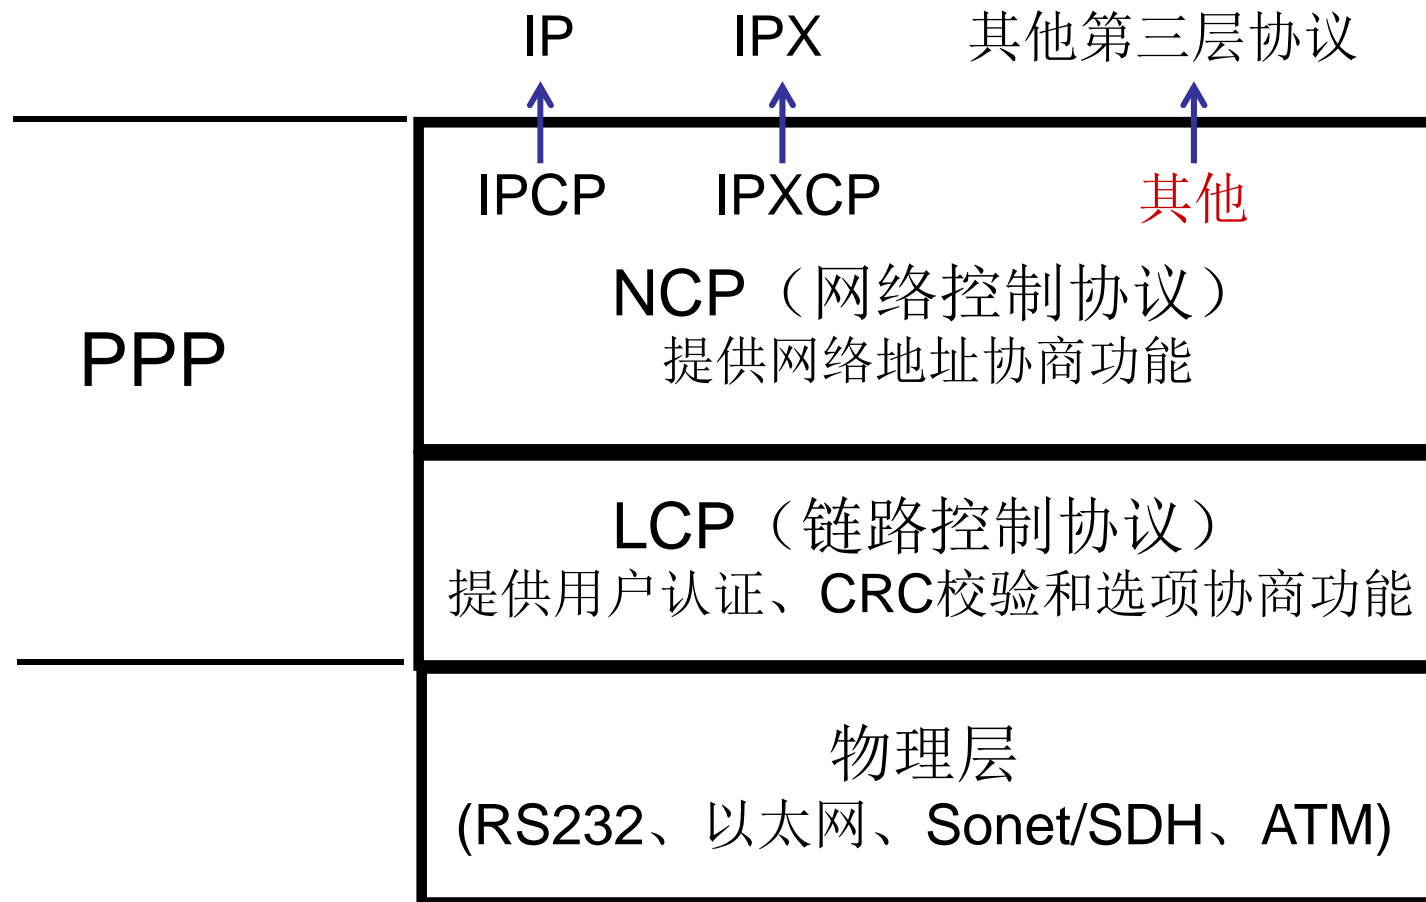 IP IPX 其他第三层协议
IPCP IPXCP 其他
NCP（网络控制协议）
提供网络地址协商功能
PPP
LCP（链路控制协议）
提供用户认证、CRC校验和选项协商功能
物理层
(RS232、以太网、Sonet/SDH、ATM)